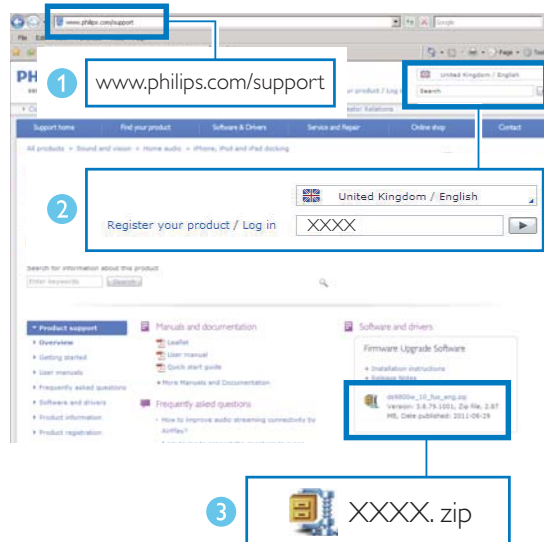 www.philips.com/support
Google
Page
PH
1 www.philips.com/support
United Kingdom / English
Search
Support home Find your product Software & Drivers Service and Repair Online shop Contact
All products > Sound and vision > Home audio > iPhone, iPod and iPad docking
2 United Kingdom / English
Register your product / Log in XXXX
Search for information about this product
Enter keywords Search
Product support
Overview
Getting started
User manuals
Frequently asked questions
Software and drivers
Product information
Product registration
Manuals and documentation
Leaflet
User manual
Quick start guide
More Manuals and Documentation
Frequently asked questions
How to improve audio streaming connectivity by
AirPlay?
Software and drivers
Firmware Upgrade Software
Installation instructions
Release Notes
ds9800w_10_fus_eng.zip
Version: 3.8.79.1001, Zip file, 2.87
MB, Date published: 2011-06-29
3 XXXX. zip